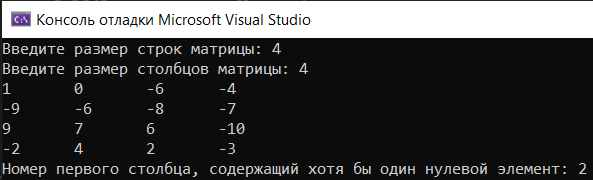 Консоль отладки Microsoft Visual Studio
Введите размер строк матрицы: 4
Введите размер столбцов матрицы: 4
1 0 -6 -4
-9 -6 -8 -7
9 7 6 -10
-2 4 2 -3
Номер первого столбца, содержащий хотя бы один нулевой элемент: 2